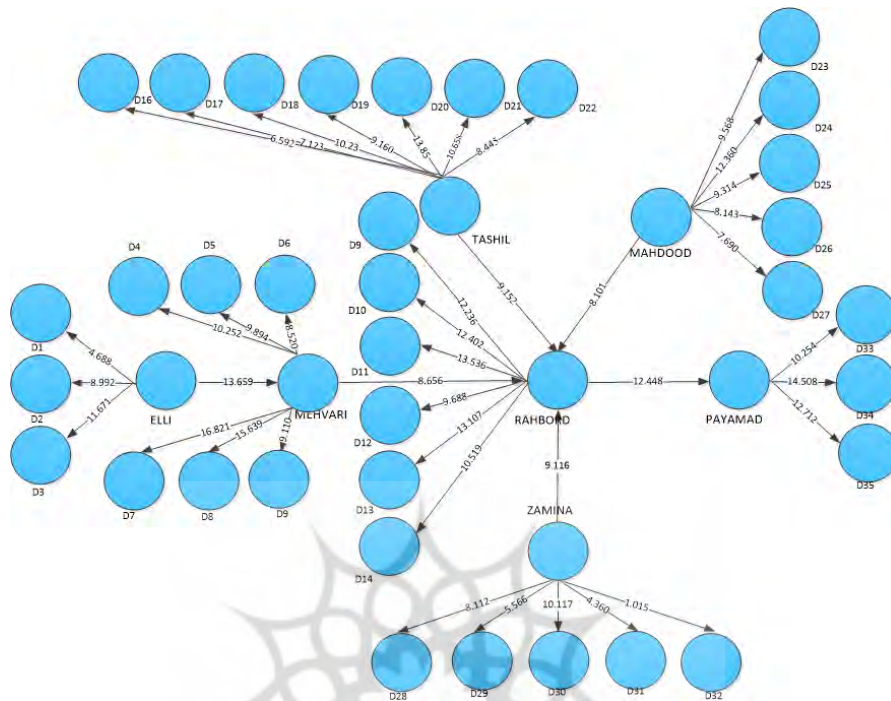 D23
D16
D17
D18
D19
D20
D21
D22
6.592
7.123
10.23
9.160
13.85
10.655
8.445
9.568
D24
12.360
D25
9.314
8.143
D26
7.690
D27
TASHIL
MAHDOOD
D9
D10
D11
D12
D13
D14
9.152
8.101
12.236
12.402
13.536
9.688
13.107
10.519
D4
D5
D6
10.252
9.894
8.520
D1
D2
D3
4.688
8.992
11.671
ELLI
13.659
MEHVARI
8.656
RAHBORD
12.448
PAYAMAD
D33
10.254
14.508
D34
12.712
D35
16.821
15.639
9.110
D7
D8
D9
9.116
ZAMINA
8.112
5.566
10.117
4.360
1.015
D28
D29
D30
D31
D32